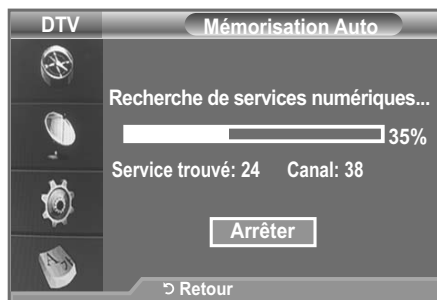 DTV
Mémorisation Auto
Recherche de services numériques...
35%
Service trouvé: 24 Canal: 38
Arrêter
Retour